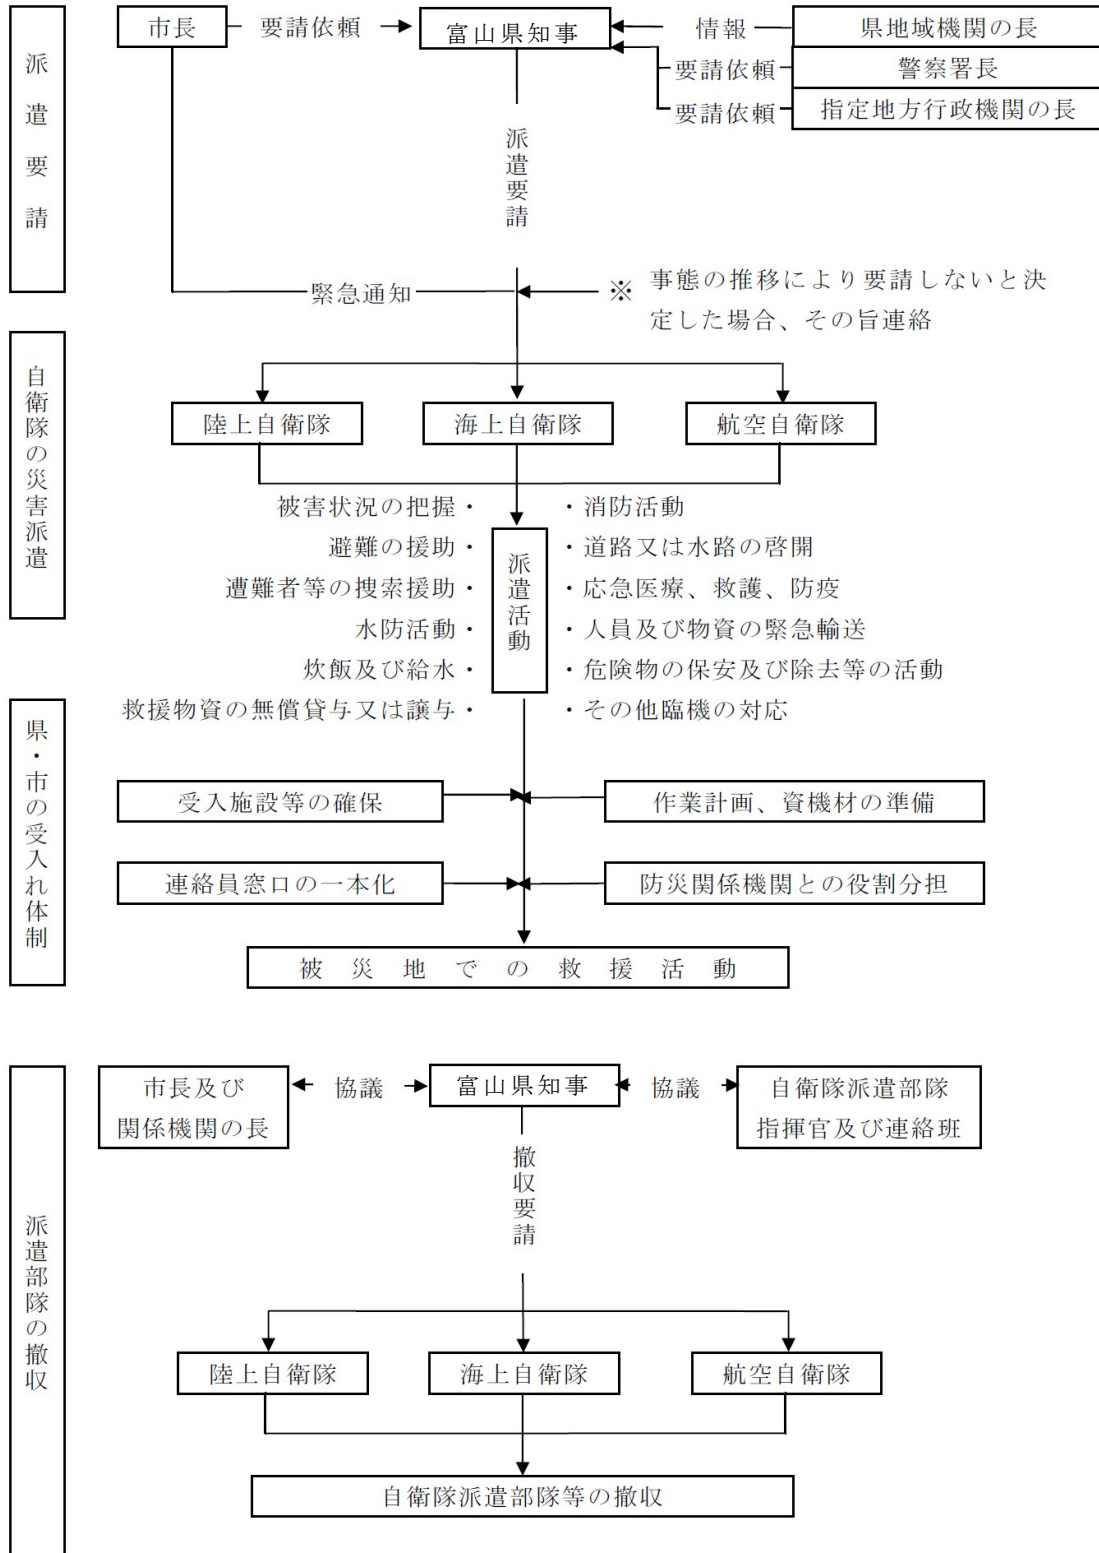 派遣要請
市長
要請依頼
富山県知事
情報
県地域機関の長
要請依頼
警察署長
要請依頼
指定地方行政機関の長
派遣要請
緊急通知
※
事態の推移により要請しないと決
定した場合、その旨連絡
自衛隊の災害派遣
陸上自衛隊
海上自衛隊
航空自衛隊
派遣活動
被害状況の把握・
避難の援助・
遭難者等の捜索援助・
水防活動・
炊飯及び給水・
救援物資の無償貸与又は譲与・
・消防活動
・道路又は水路の啓開
・応急医療、救護、防疫
・人員及び物資の緊急輸送
・危険物の保安及び除去等の活動
・その他臨機の対応
県・市の受入れ体制
受入施設等の確保
作業計画、資機材の準備
連絡員窓口の一本化
防災関係機関との役割分担
被災地での救援活動
派遣部隊の撤収
市長及び
関係機関の長
協議
富山県知事
協議
自衛隊派遣部隊
指揮官及び連絡班
撤収要請
陸上自衛隊
海上自衛隊
航空自衛隊
自衛隊派遣部隊等の撤収